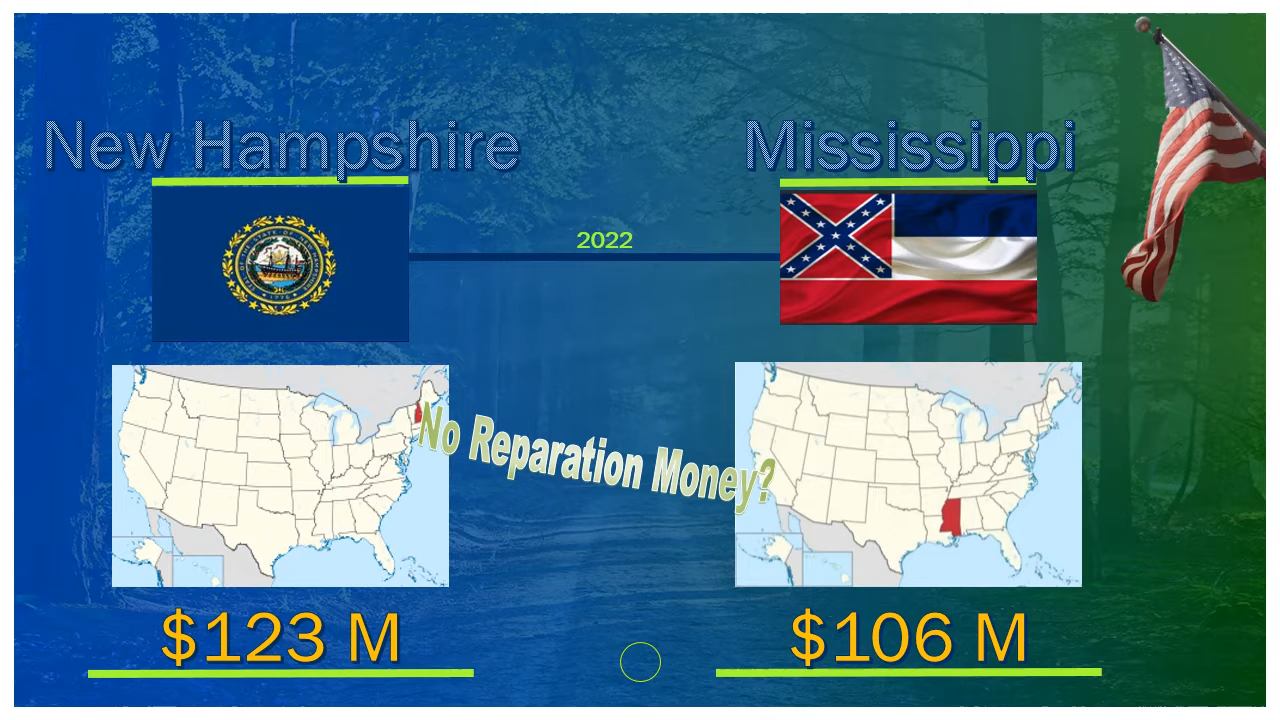 New Hampshire
Mississippi
2022
No Reparation Money?
$123 M
$106 M